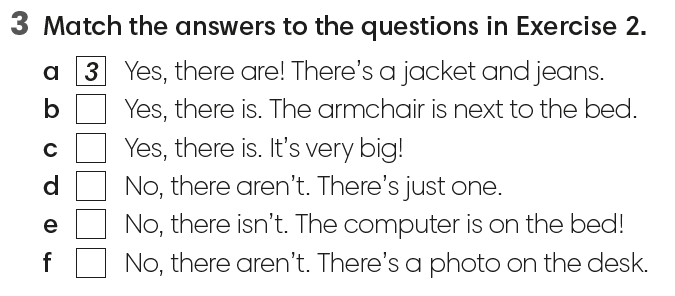 3 Match the answers to the questions in Exercise 2.
a 3 Yes, there are! There's a jacket and jeans.
b Yes, there is. The armchair is next to the bed.
c Yes, there is. It's very big!
d No, there aren't. There's just one.
e No, there isn't. The computer is on the bed!
f No, there aren't. There's a photo on the desk.